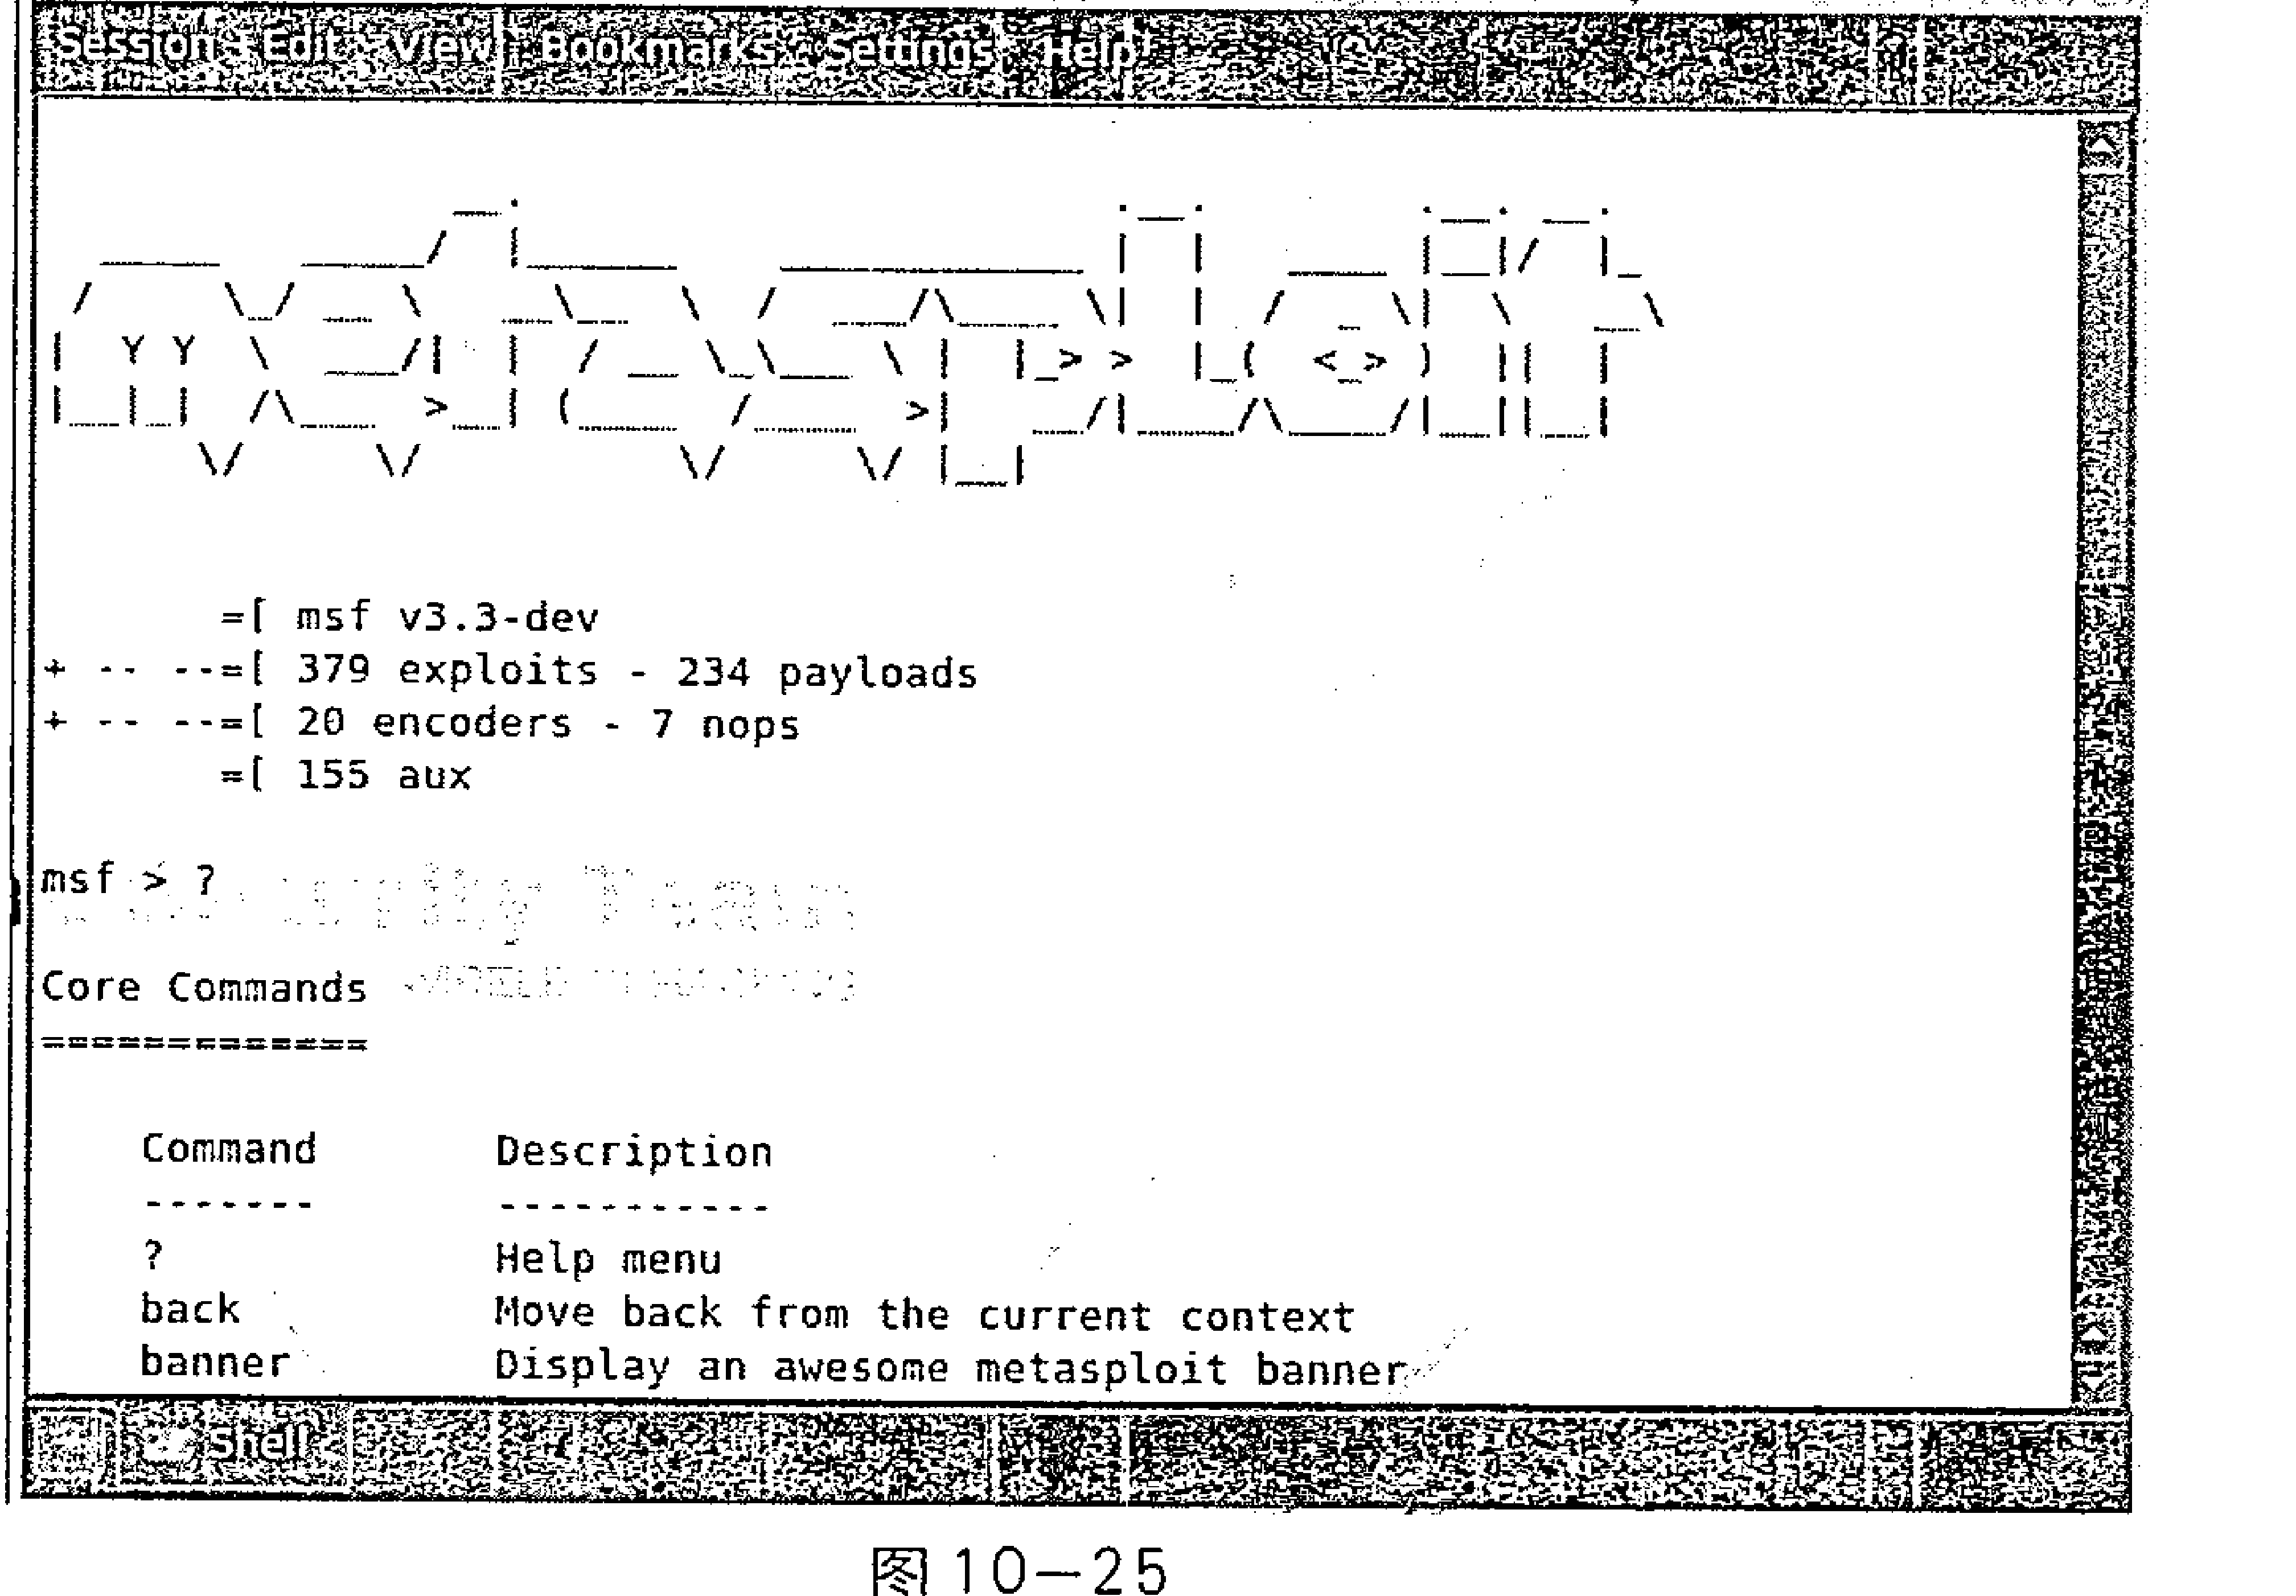 Session Edit View Bookmarks Settings Help
=[ msf v3.3-dev
+ -- --=[ 379 exploits - 234 payloads
+ -- --=[ 20 encoders - 7 nops
=[ 155 aux
msf > ?
Core Commands
=============
Command Description
------- -----------
? Help menu
back Move back from the current context
banner Display an awesome metasploit banner
Shell
图 10-25